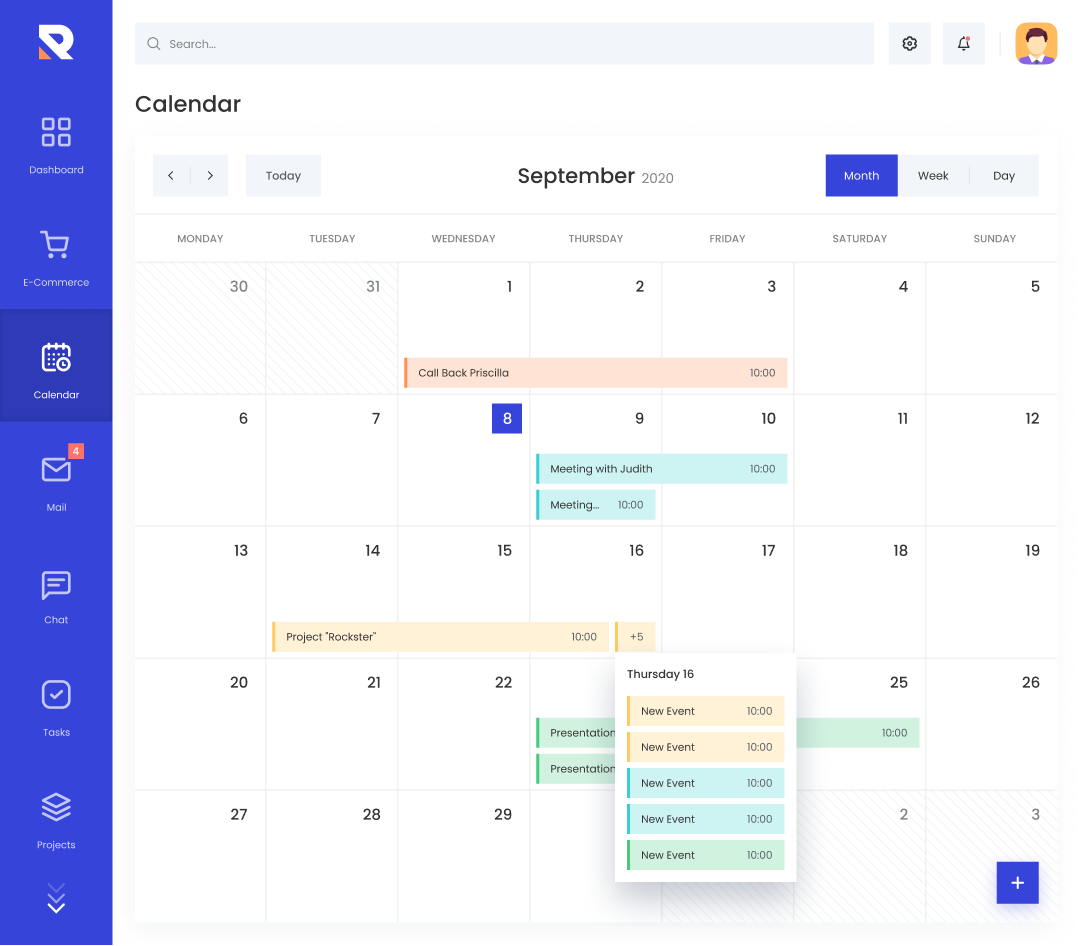 Search...
Calendar
Today
September 2020
Month Week Day
MONDAY TUESDAY WEDNESDAY THURSDAY FRIDAY SATURDAY SUNDAY
30 31 1 2 3 4 5
Call Back Priscilla 10:00
6 7 8 9 10 11 12
Meeting with Judith 10:00
Meeting... 10:00
13 14 15 16 17 18 19
Project "Rockster" 10:00 +5
20 21 22 25 26
Presentation 10:00
Presentation
27 28 29 2 3
Thursday 16
New Event 10:00
New Event 10:00
New Event 10:00
New Event 10:00
New Event 10:00
+
R
Dashboard
E-Commerce
Calendar
4
Mail
Chat
Tasks
Projects